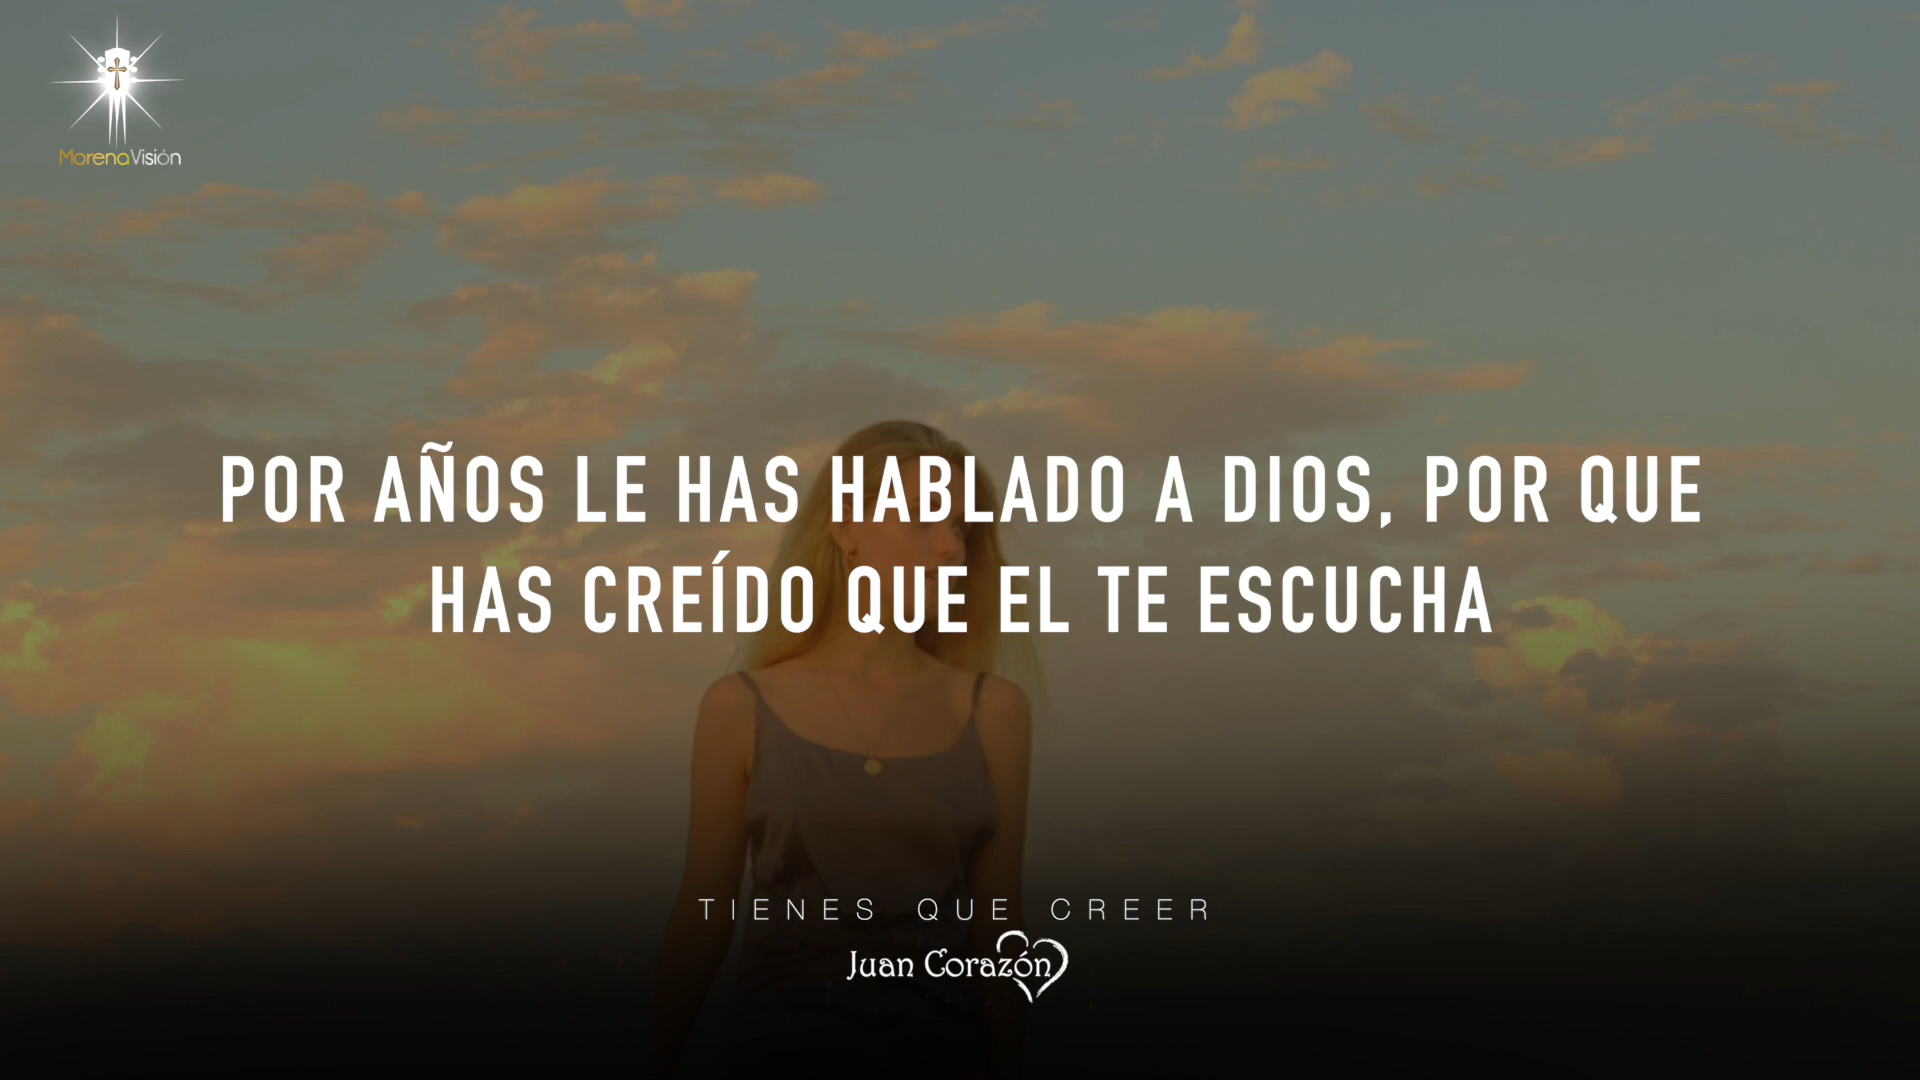 MorenaVisión
POR AÑOS LE HAS HABLADO A DIOS, POR QUE
HAS CREÍDO QUE EL TE ESCUCHA
TIENES QUE CREER
Juan Corazón